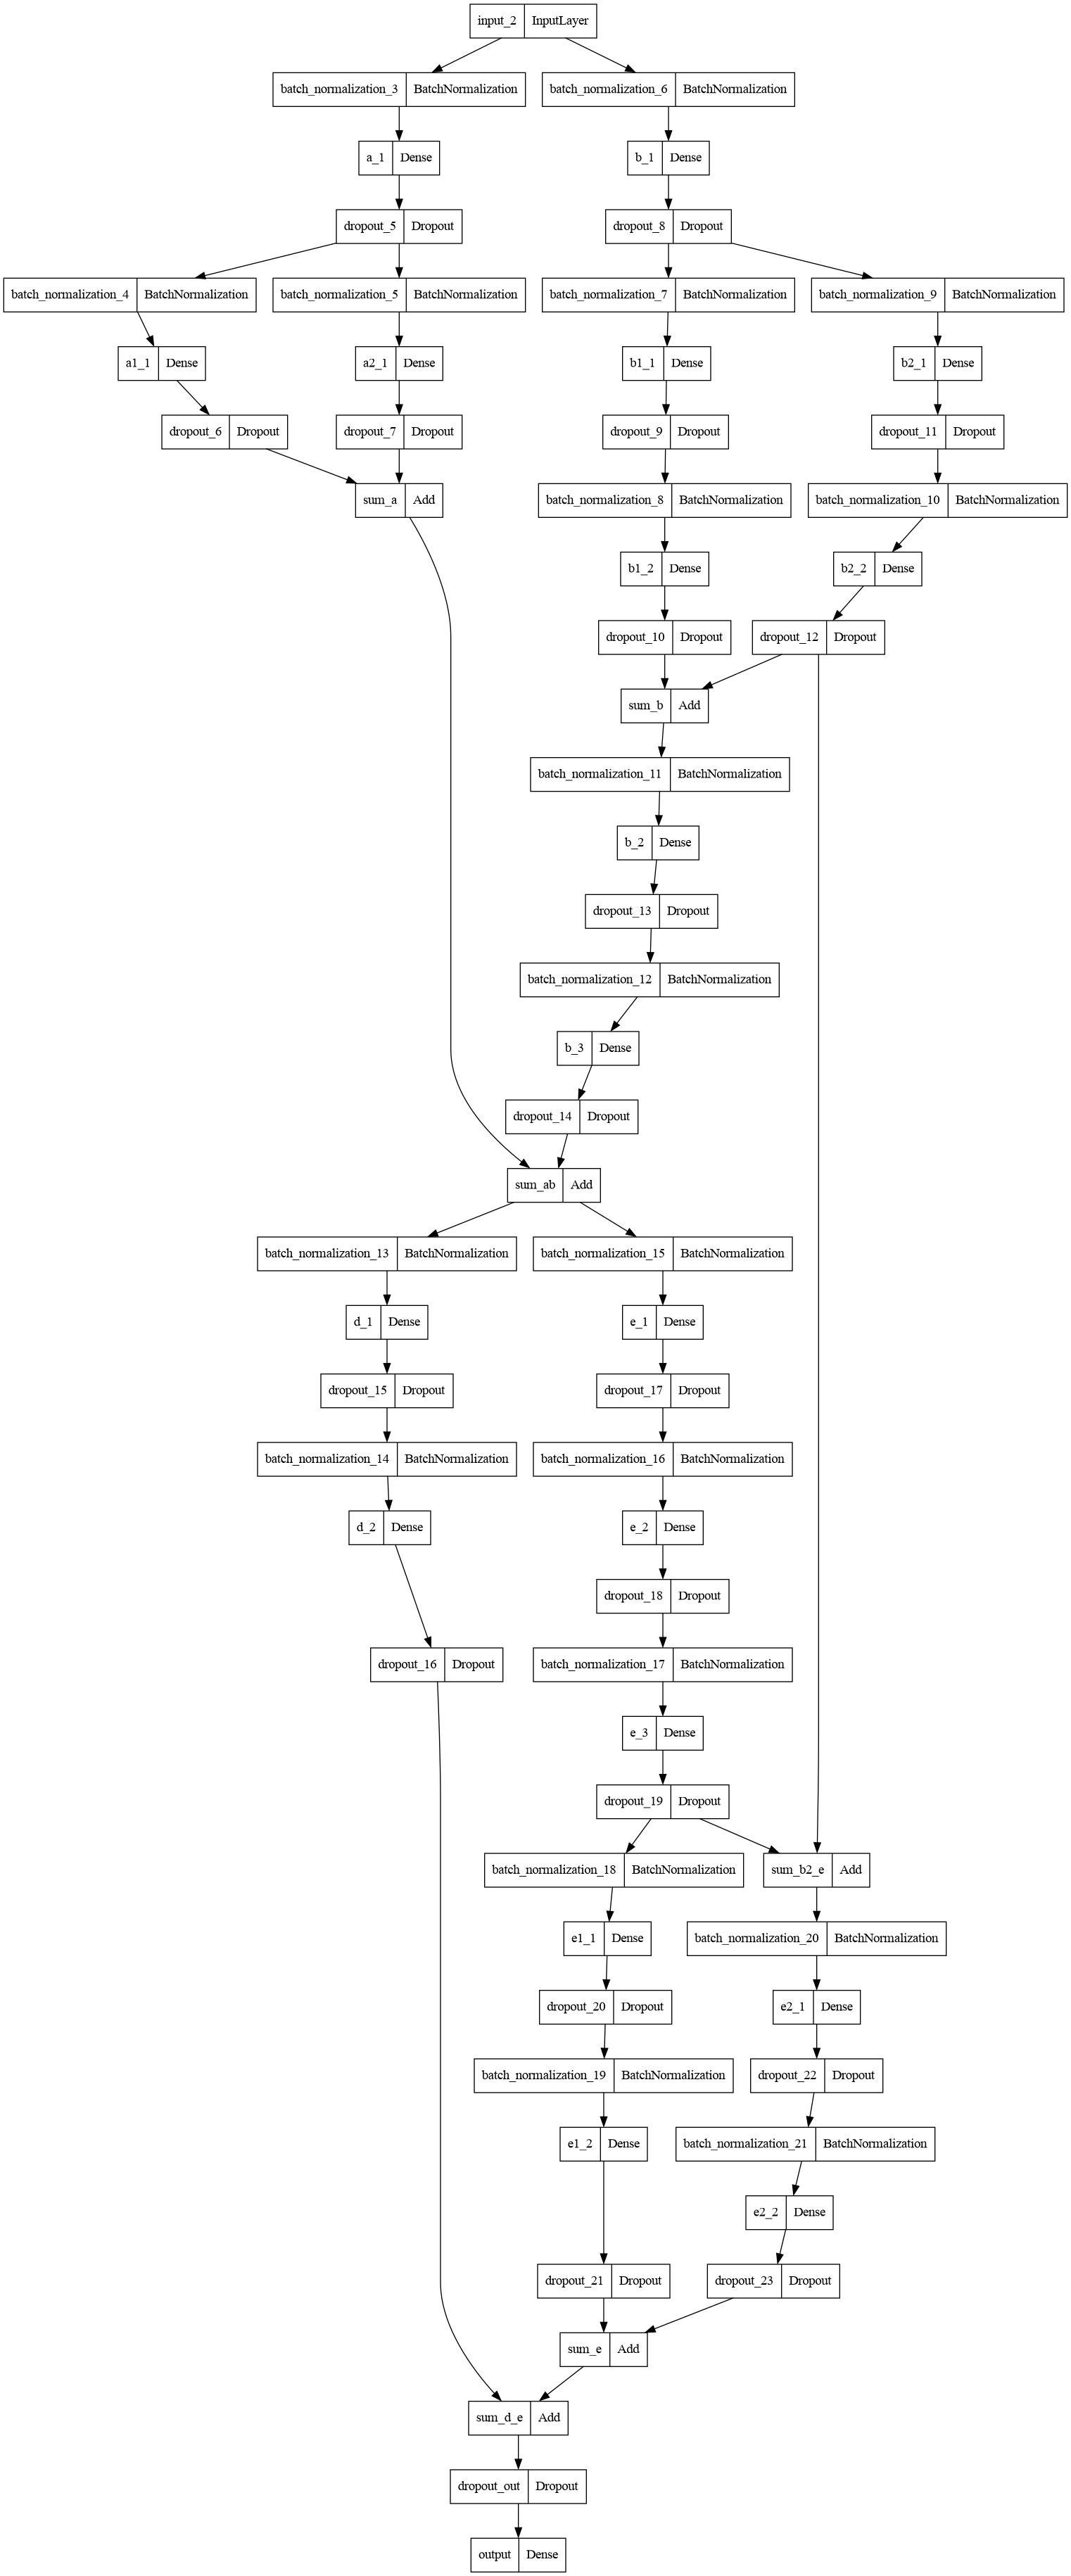 input_2 InputLayer
batch_normalization_3 BatchNormalization
batch_normalization_6 BatchNormalization
a_1 Dense
b_1 Dense
dropout_5 Dropout
dropout_8 Dropout
batch_normalization_4 BatchNormalization
batch_normalization_5 BatchNormalization
batch_normalization_7 BatchNormalization
batch_normalization_9 BatchNormalization
a1_1 Dense
a2_1 Dense
b1_1 Dense
b2_1 Dense
dropout_6 Dropout
dropout_7 Dropout
dropout_9 Dropout
dropout_11 Dropout
sum_a Add
batch_normalization_8 BatchNormalization
batch_normalization_10 BatchNormalization
b1_2 Dense
b2_2 Dense
dropout_10 Dropout
dropout_12 Dropout
sum_b Add
batch_normalization_11 BatchNormalization
b_2 Dense
dropout_13 Dropout
batch_normalization_12 BatchNormalization
b_3 Dense
dropout_14 Dropout
sum_ab Add
batch_normalization_13 BatchNormalization
batch_normalization_15 BatchNormalization
d_1 Dense
e_1 Dense
dropout_15 Dropout
dropout_17 Dropout
batch_normalization_14 BatchNormalization
batch_normalization_16 BatchNormalization
d_2 Dense
e_2 Dense
dropout_18 Dropout
dropout_16 Dropout
batch_normalization_17 BatchNormalization
e_3 Dense
dropout_19 Dropout
batch_normalization_18 BatchNormalization
sum_b2_e Add
e1_1 Dense
batch_normalization_20 BatchNormalization
dropout_20 Dropout
e2_1 Dense
batch_normalization_19 BatchNormalization
dropout_22 Dropout
e1_2 Dense
batch_normalization_21 BatchNormalization
e2_2 Dense
dropout_21 Dropout
dropout_23 Dropout
sum_e Add
sum_d_e Add
dropout_out Dropout
output Dense